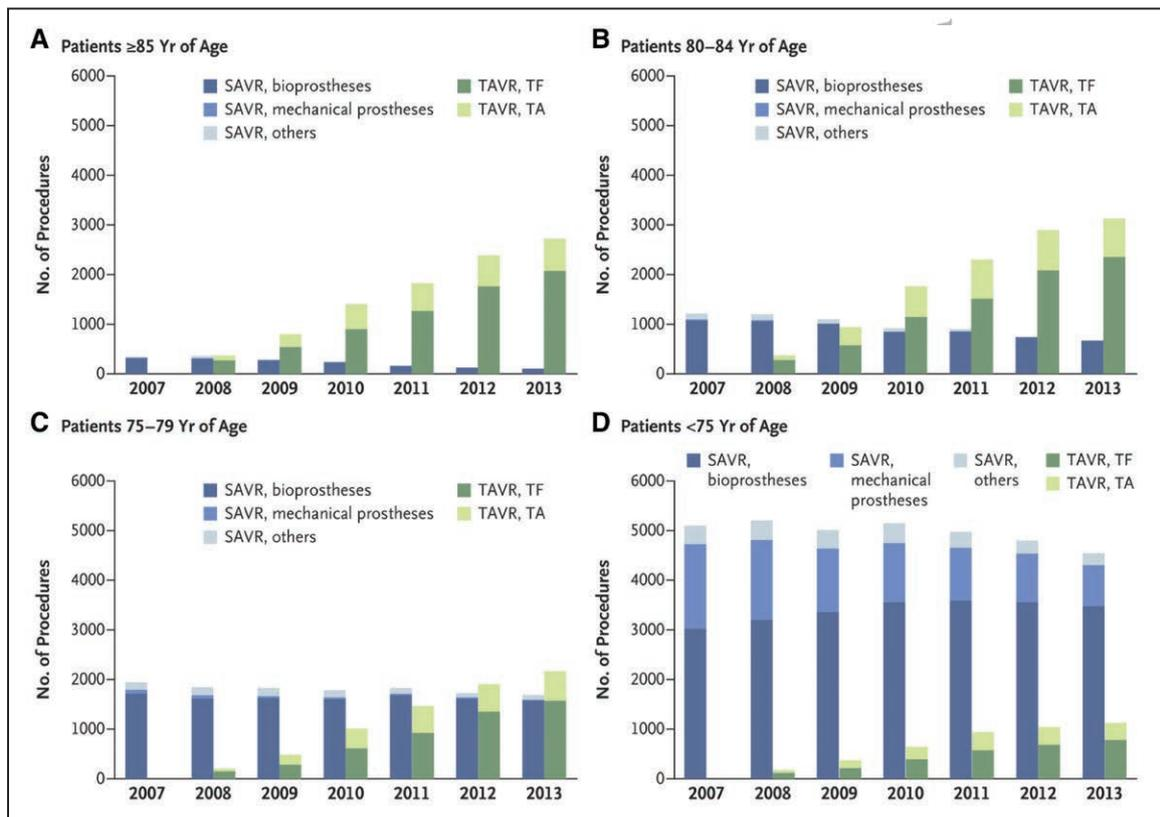 A Patients ≥85 Yr of Age
6000
5000
4000
3000
2000
1000
0
No. of Procedures
SAVR, bioprostheses
SAVR, mechanical prostheses
SAVR, others
TAVR, TF
TAVR, TA
2007 2008 2009 2010 2011 2012 2013
B Patients 80–84 Yr of Age
6000
5000
4000
3000
2000
1000
0
No. of Procedures
SAVR, bioprostheses
SAVR, mechanical prostheses
SAVR, others
TAVR, TF
TAVR, TA
2007 2008 2009 2010 2011 2012 2013
C Patients 75–79 Yr of Age
6000
5000
4000
3000
2000
1000
0
No. of Procedures
SAVR, bioprostheses
SAVR, mechanical prostheses
SAVR, others
TAVR, TF
TAVR, TA
2007 2008 2009 2010 2011 2012 2013
D Patients <75 Yr of Age
6000
5000
4000
3000
2000
1000
0
No. of Procedures
SAVR,
bioprostheses
SAVR,
mechanical
prostheses
SAVR,
others
TAVR, TF
TAVR, TA
2007 2008 2009 2010 2011 2012 2013